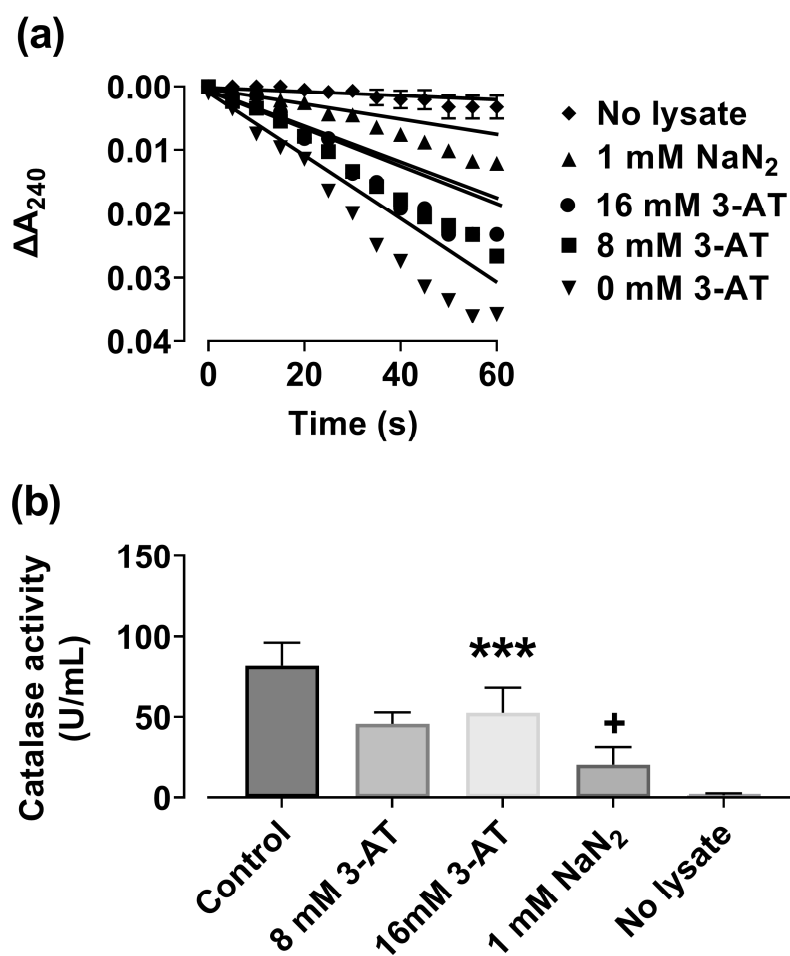 (a)
0.00
0.01
0.02
0.03
0.04
ΔA240
0 20 40 60
Time (s)
No lysate
1 mM NaN2
16 mM 3-AT
8 mM 3-AT
0 mM 3-AT
(b)
150
100
50
0
Catalase activity
(U/mL)
***
+
Control
8 mM 3-AT
16mM 3-AT
1 mM NaN2
No lysate